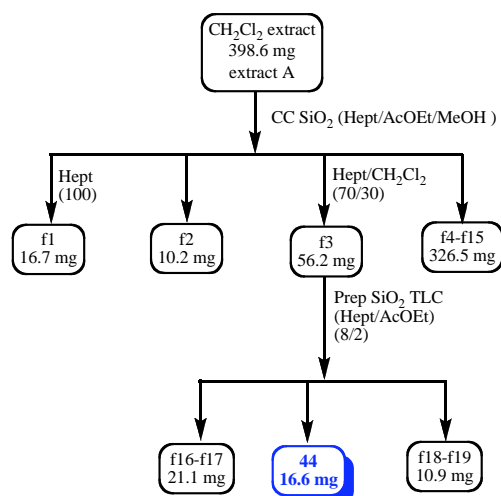 CH₂Cl₂ extract
398.6 mg
extract A
CC SiO₂ (Hept/AcOEt/MeOH )
Hept
(100)
Hept/CH₂Cl₂
(70/30)
f1
16.7 mg
f2
10.2 mg
f3
56.2 mg
f4-f15
326.5 mg
Prep SiO₂ TLC
(Hept/AcOEt)
(8/2)
f16-f17
21.1 mg
44
16.6 mg
f18-f19
10.9 mg